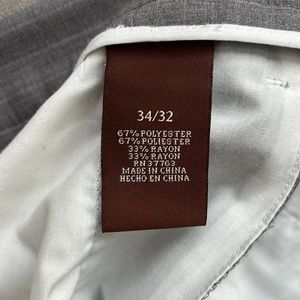 34/32
67% POLYESTER
67% POLIESTER
33% RAYON
33% RAYON
RN 37763
MADE IN CHINA
HECHO EN CHINA